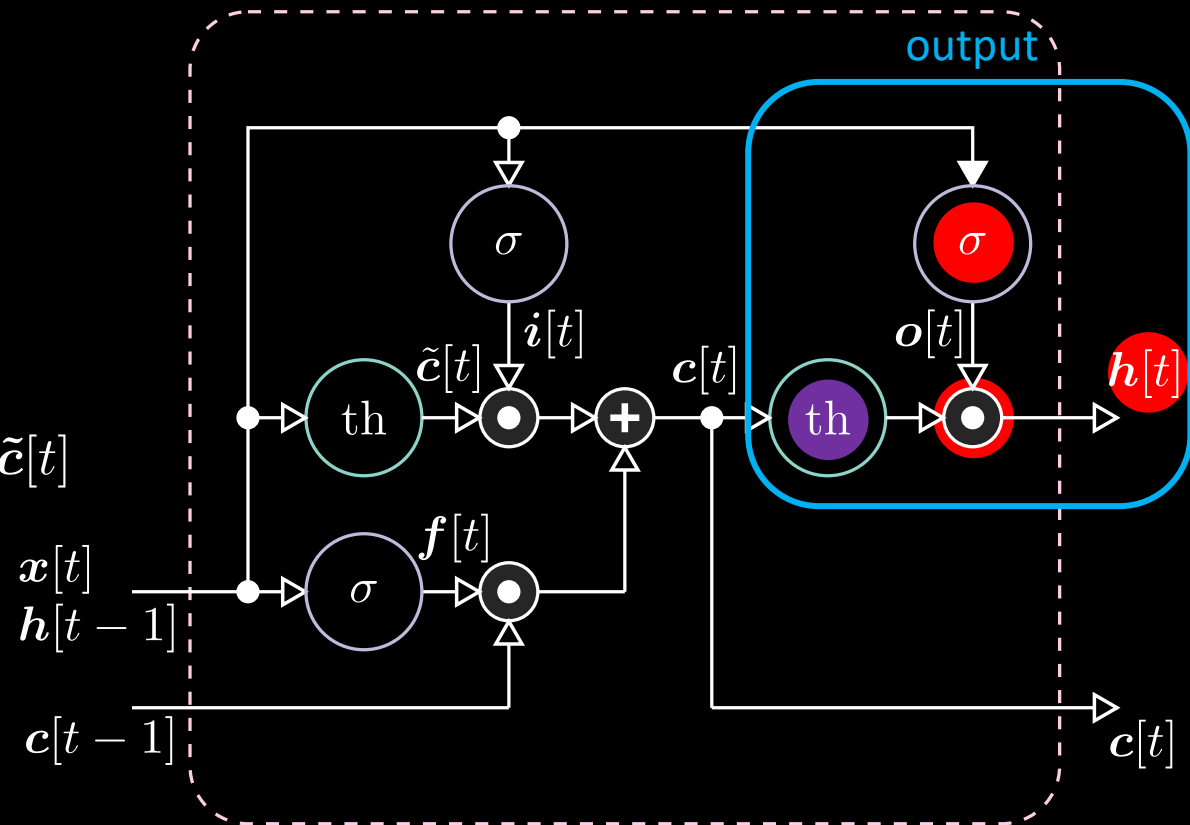 output
σ
σ
i[t]
o[t]
c̃[t]
c[t]
h[t]
th
+
th
c̃[t]
f[t]
x[t]
σ
h[t − 1]
c[t − 1]
c[t]